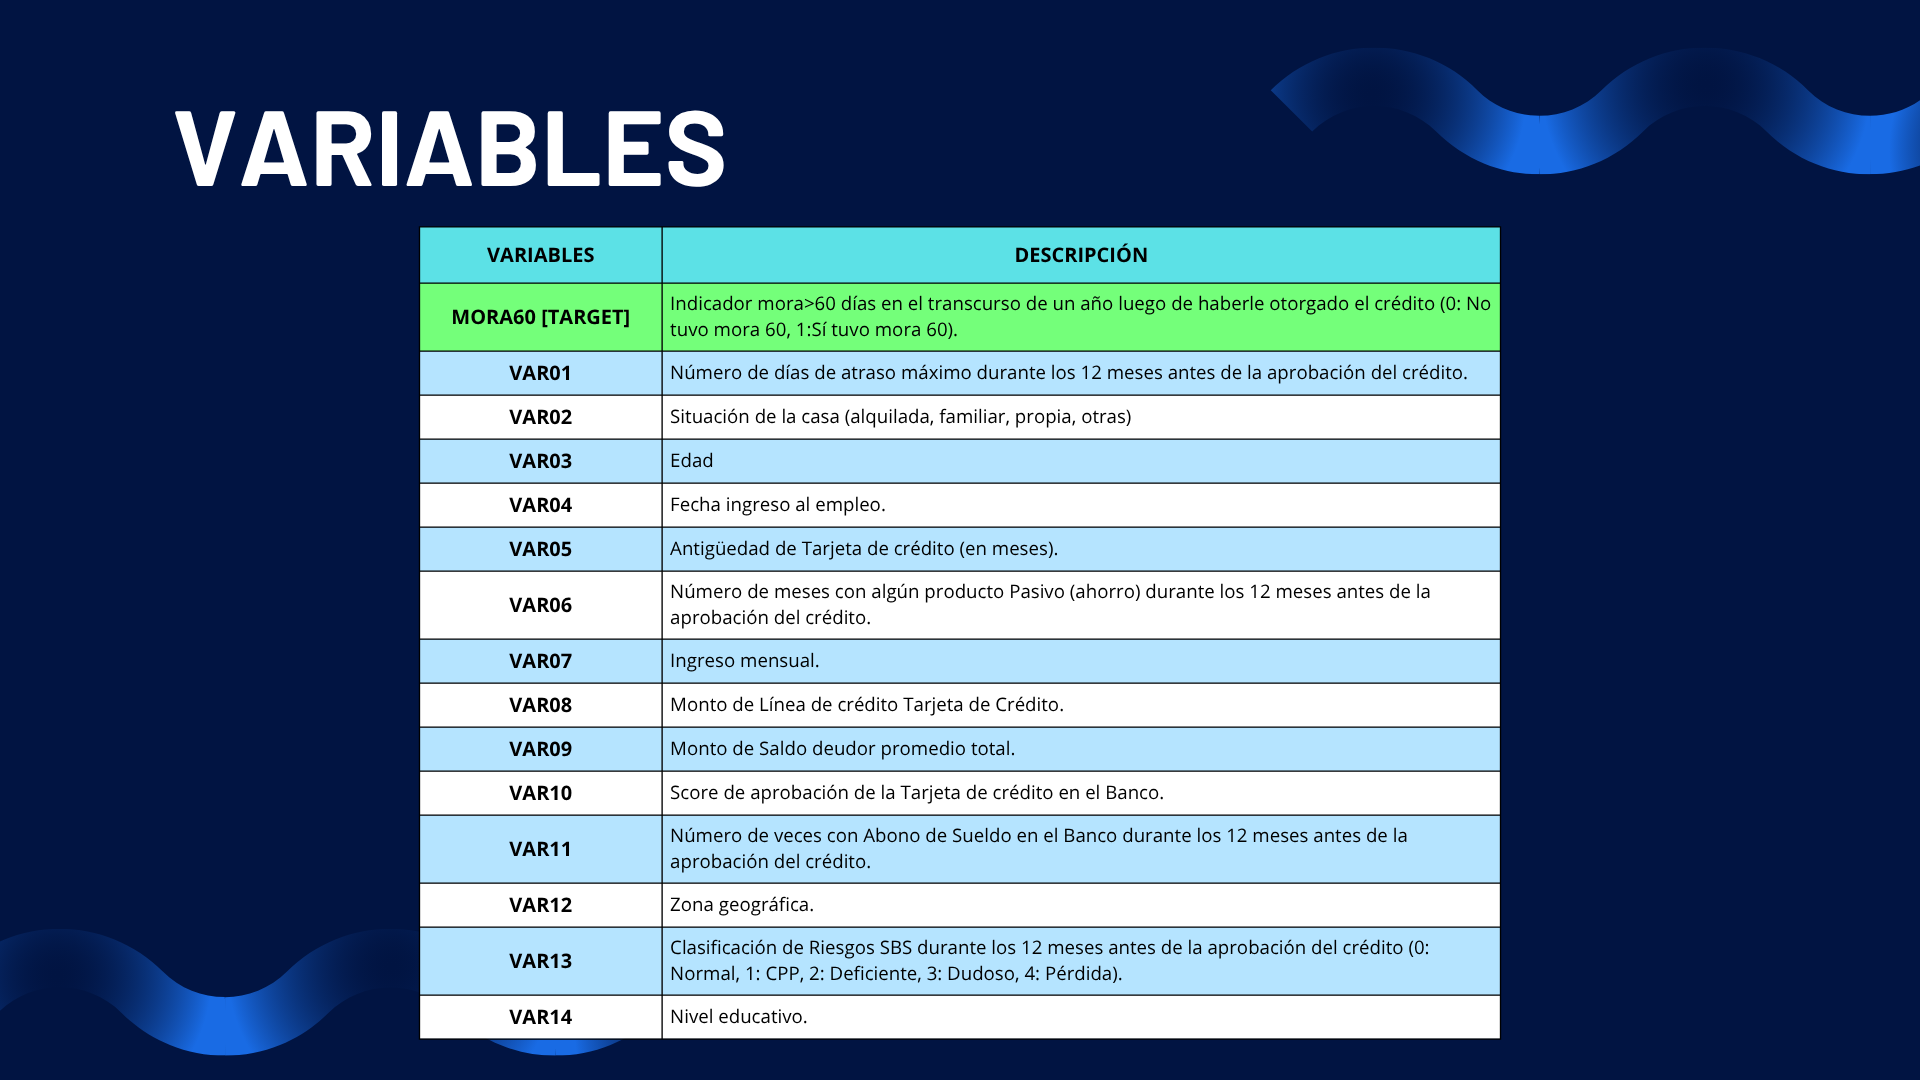 VARIABLES
VARIABLES
DESCRIPCIÓN
MORA60 [TARGET]
Indicador mora>60 días en el transcurso de un año luego de haberle otorgado el crédito (0: No
tuvo mora 60, 1:Sí tuvo mora 60).
VAR01
Número de días de atraso máximo durante los 12 meses antes de la aprobación del crédito.
VAR02
Situación de la casa (alquilada, familiar, propia, otras)
VAR03
Edad
VAR04
Fecha ingreso al empleo.
VAR05
Antigüedad de Tarjeta de crédito (en meses).
VAR06
Número de meses con algún producto Pasivo (ahorro) durante los 12 meses antes de la
aprobación del crédito.
VAR07
Ingreso mensual.
VAR08
Monto de Línea de crédito Tarjeta de Crédito.
VAR09
Monto de Saldo deudor promedio total.
VAR10
Score de aprobación de la Tarjeta de crédito en el Banco.
VAR11
Número de veces con Abono de Sueldo en el Banco durante los 12 meses antes de la
aprobación del crédito.
VAR12
Zona geográfica.
VAR13
Clasificación de Riesgos SBS durante los 12 meses antes de la aprobación del crédito (0:
Normal, 1: CPP, 2: Deficiente, 3: Dudoso, 4: Pérdida).
VAR14
Nivel educativo.